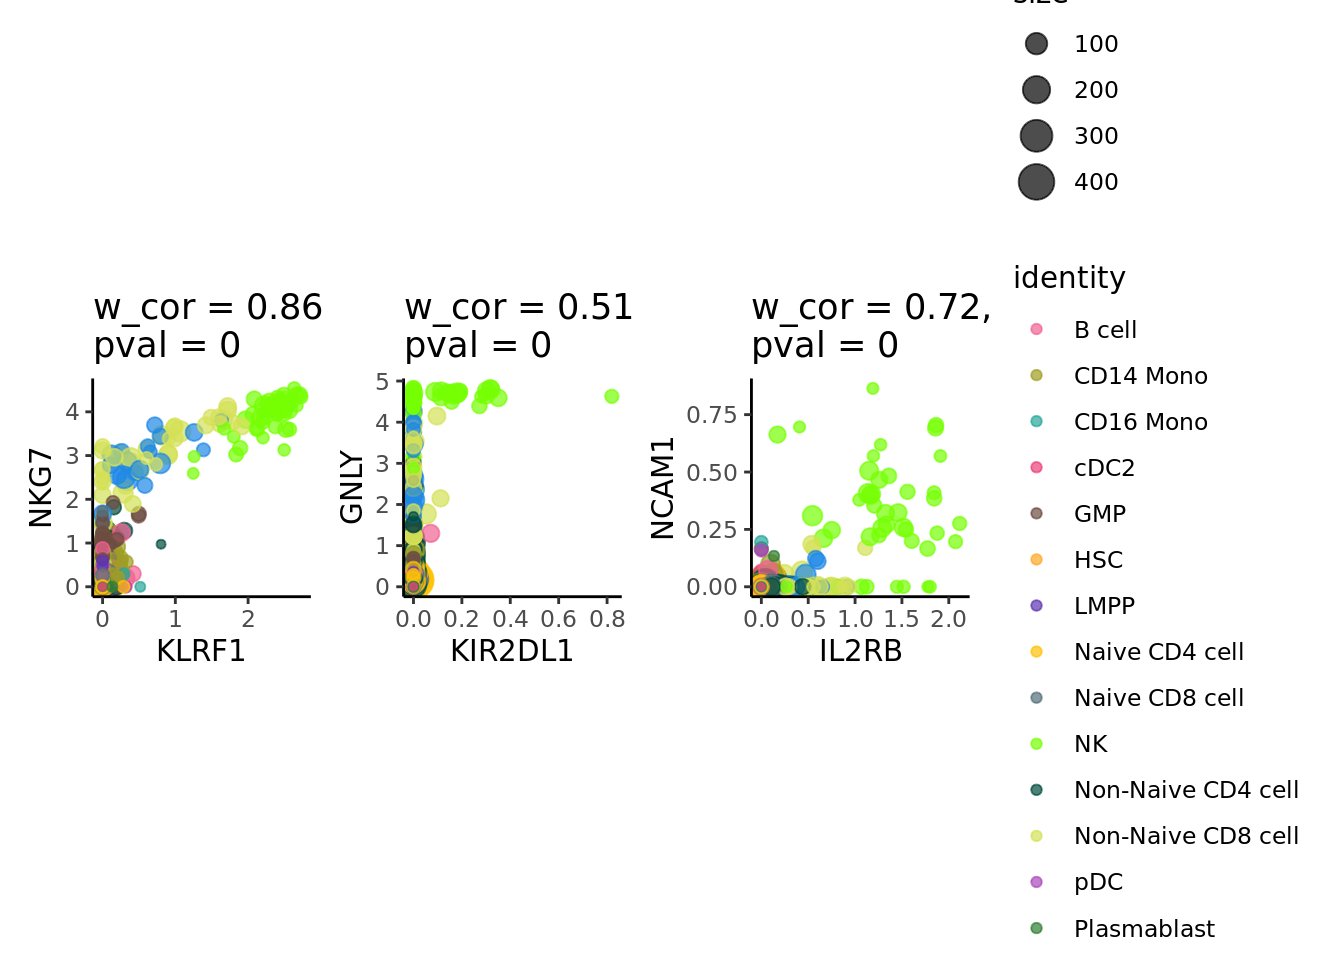 size
100
200
300
400
w_cor = 0.86
pval = 0
NKG7
4
3
2
1
0
0 1 2
KLRF1
w_cor = 0.51
pval = 0
GNLY
5
4
3
2
1
0
0.0 0.2 0.4 0.6 0.8
KIR2DL1
w_cor = 0.72,
pval = 0
NCAM1
0.75
0.50
0.25
0.00
0.0 0.5 1.0 1.5 2.0
IL2RB
identity
B cell
CD14 Mono
CD16 Mono
cDC2
GMP
HSC
LMPP
Naive CD4 cell
Naive CD8 cell
NK
Non-Naive CD4 cell
Non-Naive CD8 cell
pDC
Plasmablast